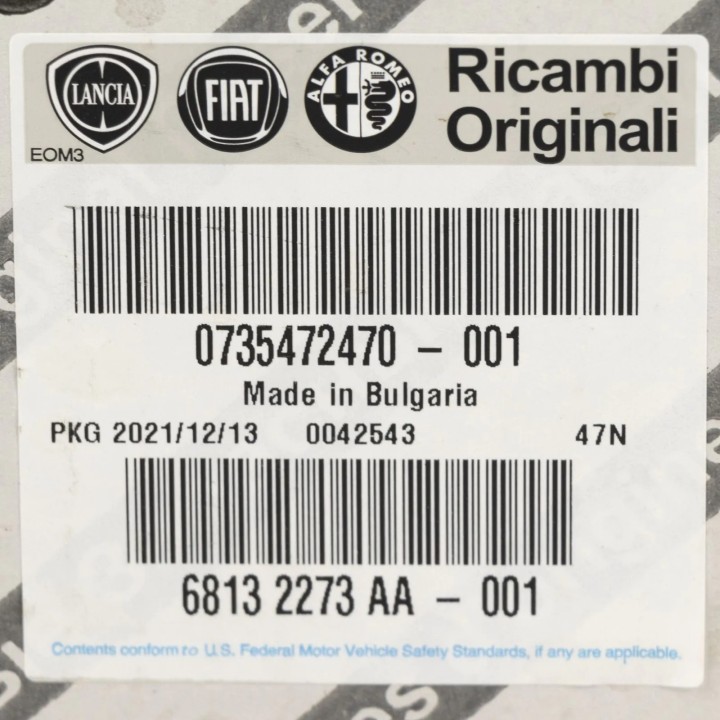 LANCIA FIAT ALFA ROMEO Ricambi
Originali
EOM3
0735472470 - 001
Made in Bulgaria
PKG 2021/12/13 0042543 47N
6813 2273 AA - 001
Contents conform to U.S. Federal Motor Vehicle Safety Standards, if any are applicable.